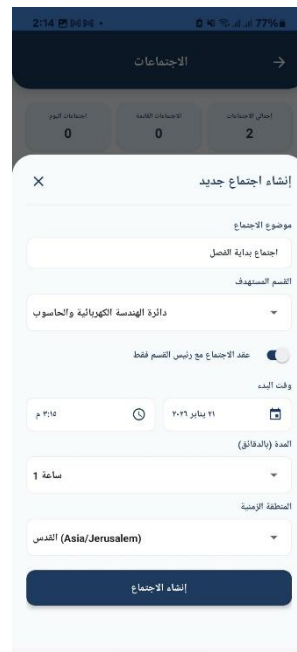 2:14 77%
الاجتماعات
إجمالي الاجتماعات
2
الاجتماعات القادمة
0
اجتماعات اليوم
0
إنشاء اجتماع جديد
موضوع الاجتماع
اجتماع بداية الفصل
القسم المستهدف
دائرة الهندسة الكهربائية والحاسوب
عقد الاجتماع مع رئيس القسم فقط
وقت البدء
٢١ يناير ٢٠٢٦
٣:١٥ م
المدة (بالدقائق)
1 ساعة
المنطقة الزمنية
القدس (Asia/Jerusalem)
إنشاء الاجتماع